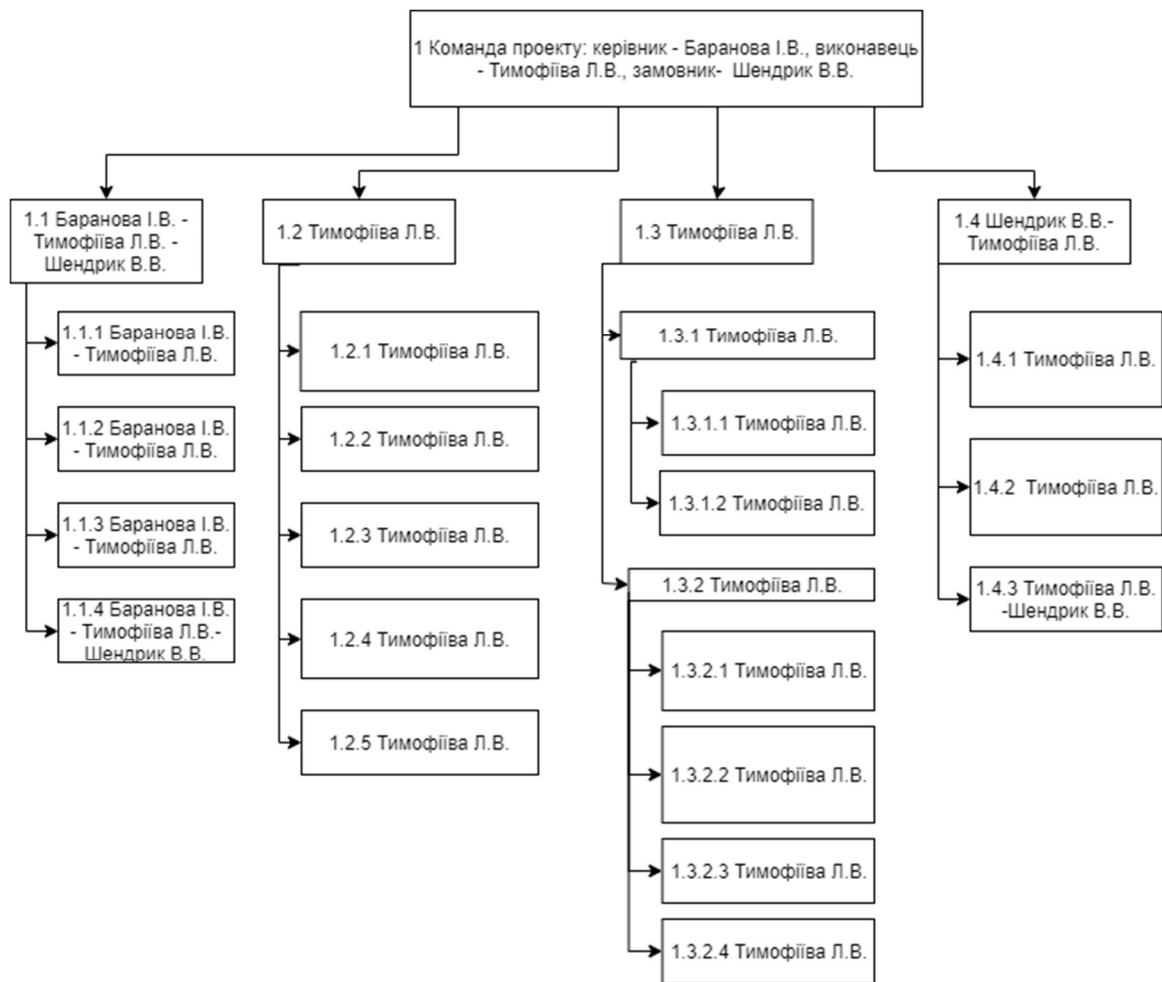 1 Команда проекту: керівник - Баранова І.В., виконавець
- Тимофіїва Л.В., замовник- Шендрик В.В.
1.1 Баранова І.В. -
Тимофіїва Л.В. -
Шендрик В.В.
1.1.1 Баранова І.В.
- Тимофіїва Л.В.
1.1.2 Баранова І.В.
- Тимофіїва Л.В.
1.1.3 Баранова І.В.
- Тимофіїва Л.В.
1.1.4 Баранова І.В.
- Тимофіїва Л.В.-
Шендрик В.В.
1.2 Тимофіїва Л.В.
1.2.1 Тимофіїва Л.В.
1.2.2 Тимофіїва Л.В.
1.2.3 Тимофіїва Л.В.
1.2.4 Тимофіїва Л.В.
1.2.5 Тимофіїва Л.В.
1.3 Тимофіїва Л.В.
1.3.1 Тимофіїва Л.В.
1.3.1.1 Тимофіїва Л.В.
1.3.1.2 Тимофіїва Л.В.
1.3.2 Тимофіїва Л.В.
1.3.2.1 Тимофіїва Л.В.
1.3.2.2 Тимофіїва Л.В.
1.3.2.3 Тимофіїва Л.В.
1.3.2.4 Тимофіїва Л.В.
1.4 Шендрик В.В.-
Тимофіїва Л.В.
1.4.1 Тимофіїва Л.В.
1.4.2 Тимофіїва Л.В.
1.4.3 Тимофіїва Л.В.
-Шендрик В.В.